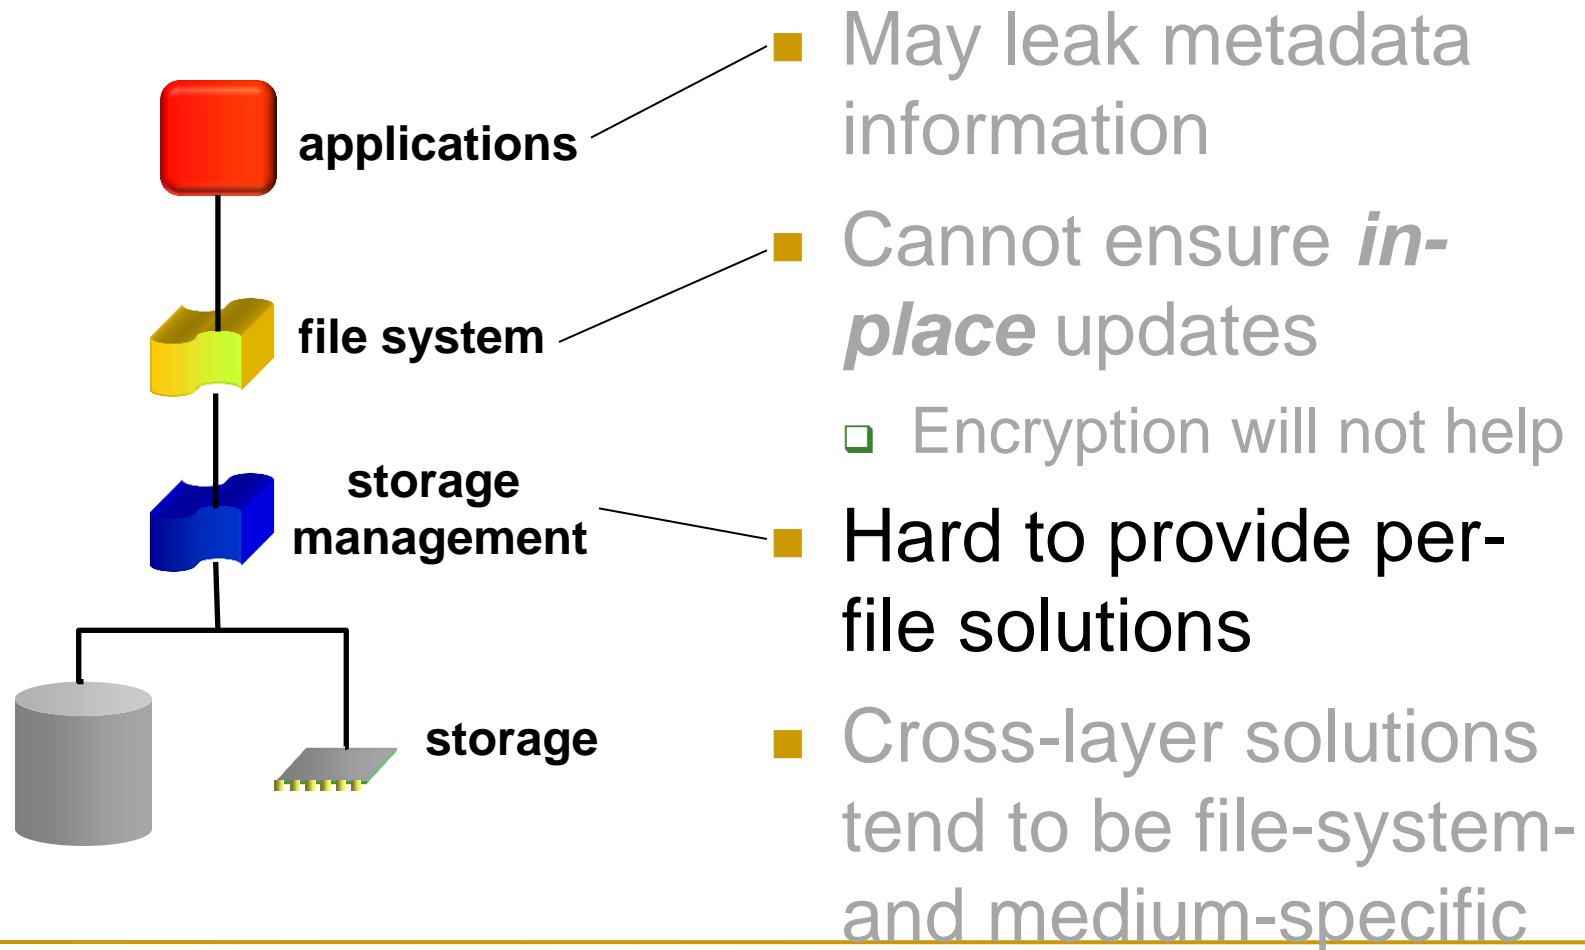 applications
file system
storage
management
storage
May leak metadata
information
Cannot ensure in-
place updates
Encryption will not help
Hard to provide per-
file solutions
Cross-layer solutions
tend to be file-system-
and medium-specific